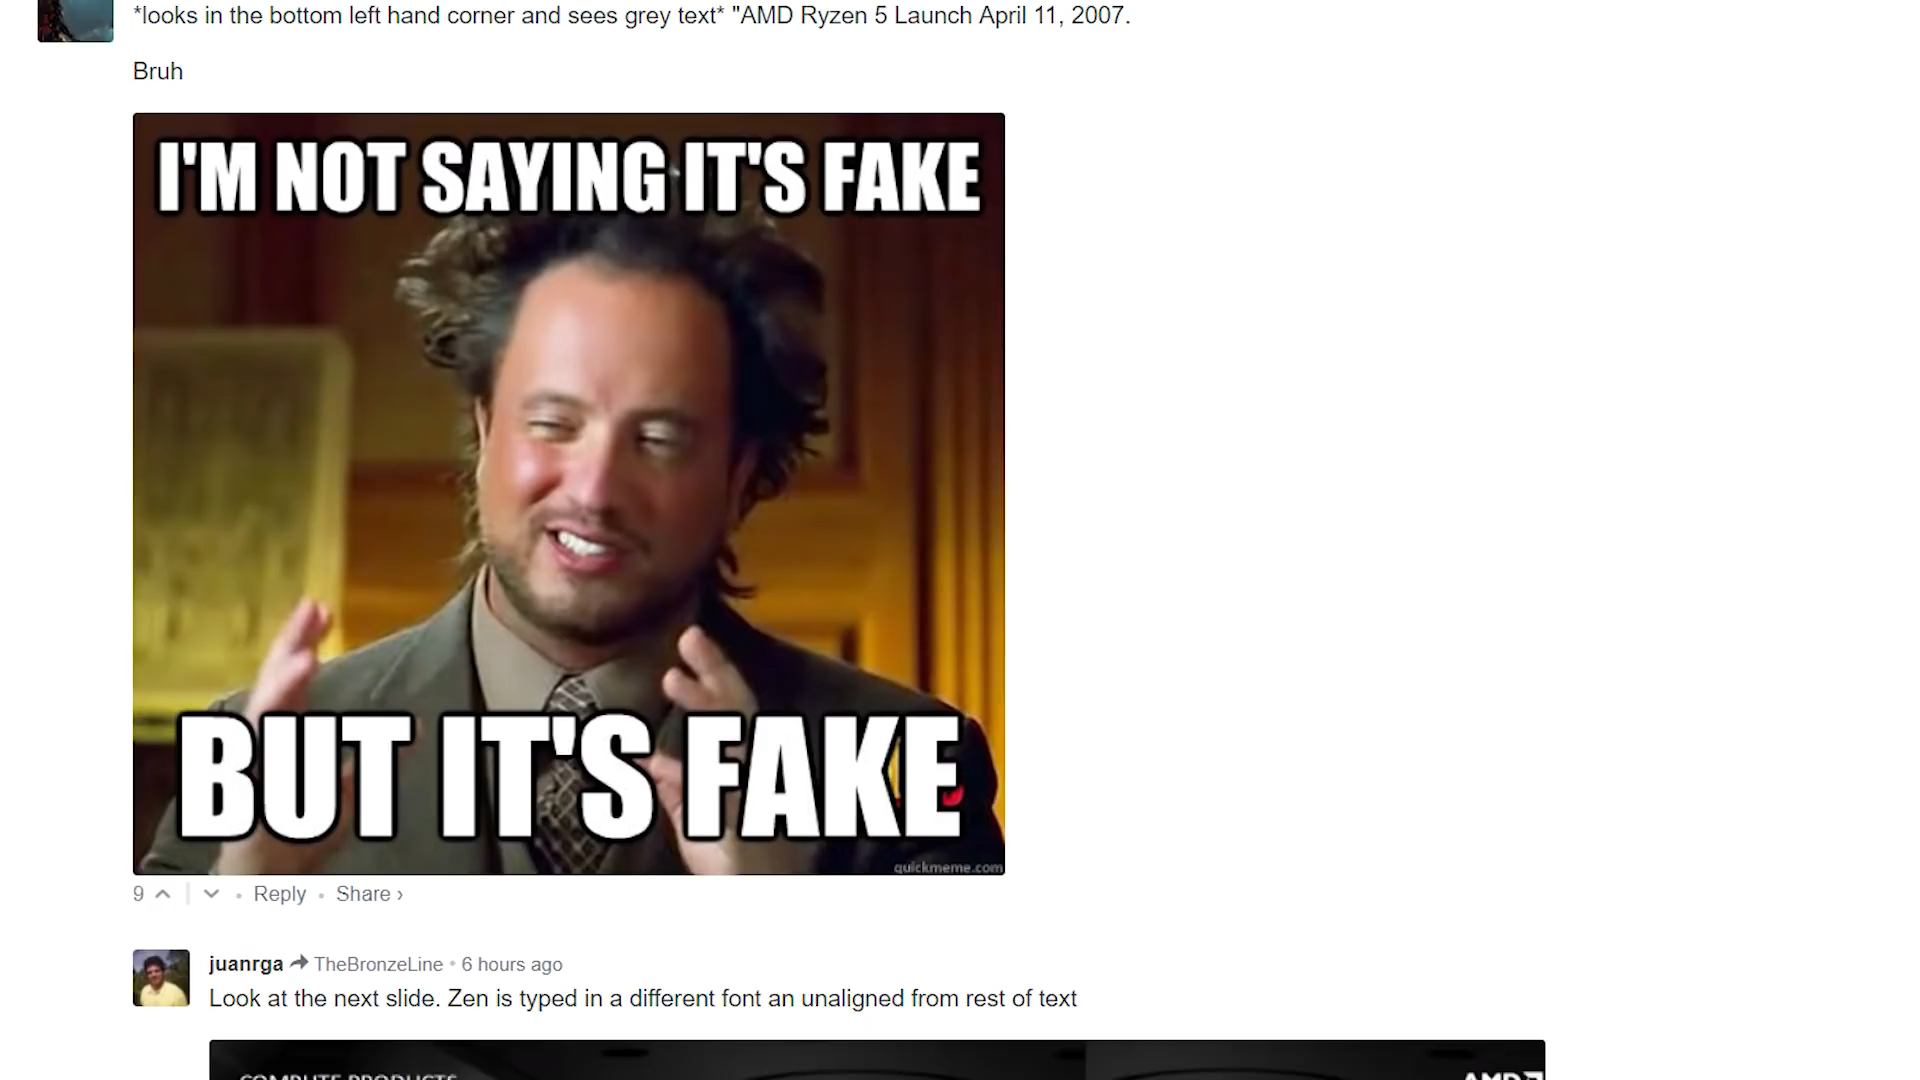 *looks in the bottom left hand corner and sees grey text* "AMD Ryzen 5 Launch April 11, 2007.
Bruh
I'M NOT SAYING IT'S FAKE
BUT IT'S FAKE
quickmeme.com
9 • Reply • Share ›
juanrga TheBronzeLine • 6 hours ago
Look at the next slide. Zen is typed in a different font an unaligned from rest of text
COMPUTE PRODUCTS
AMD